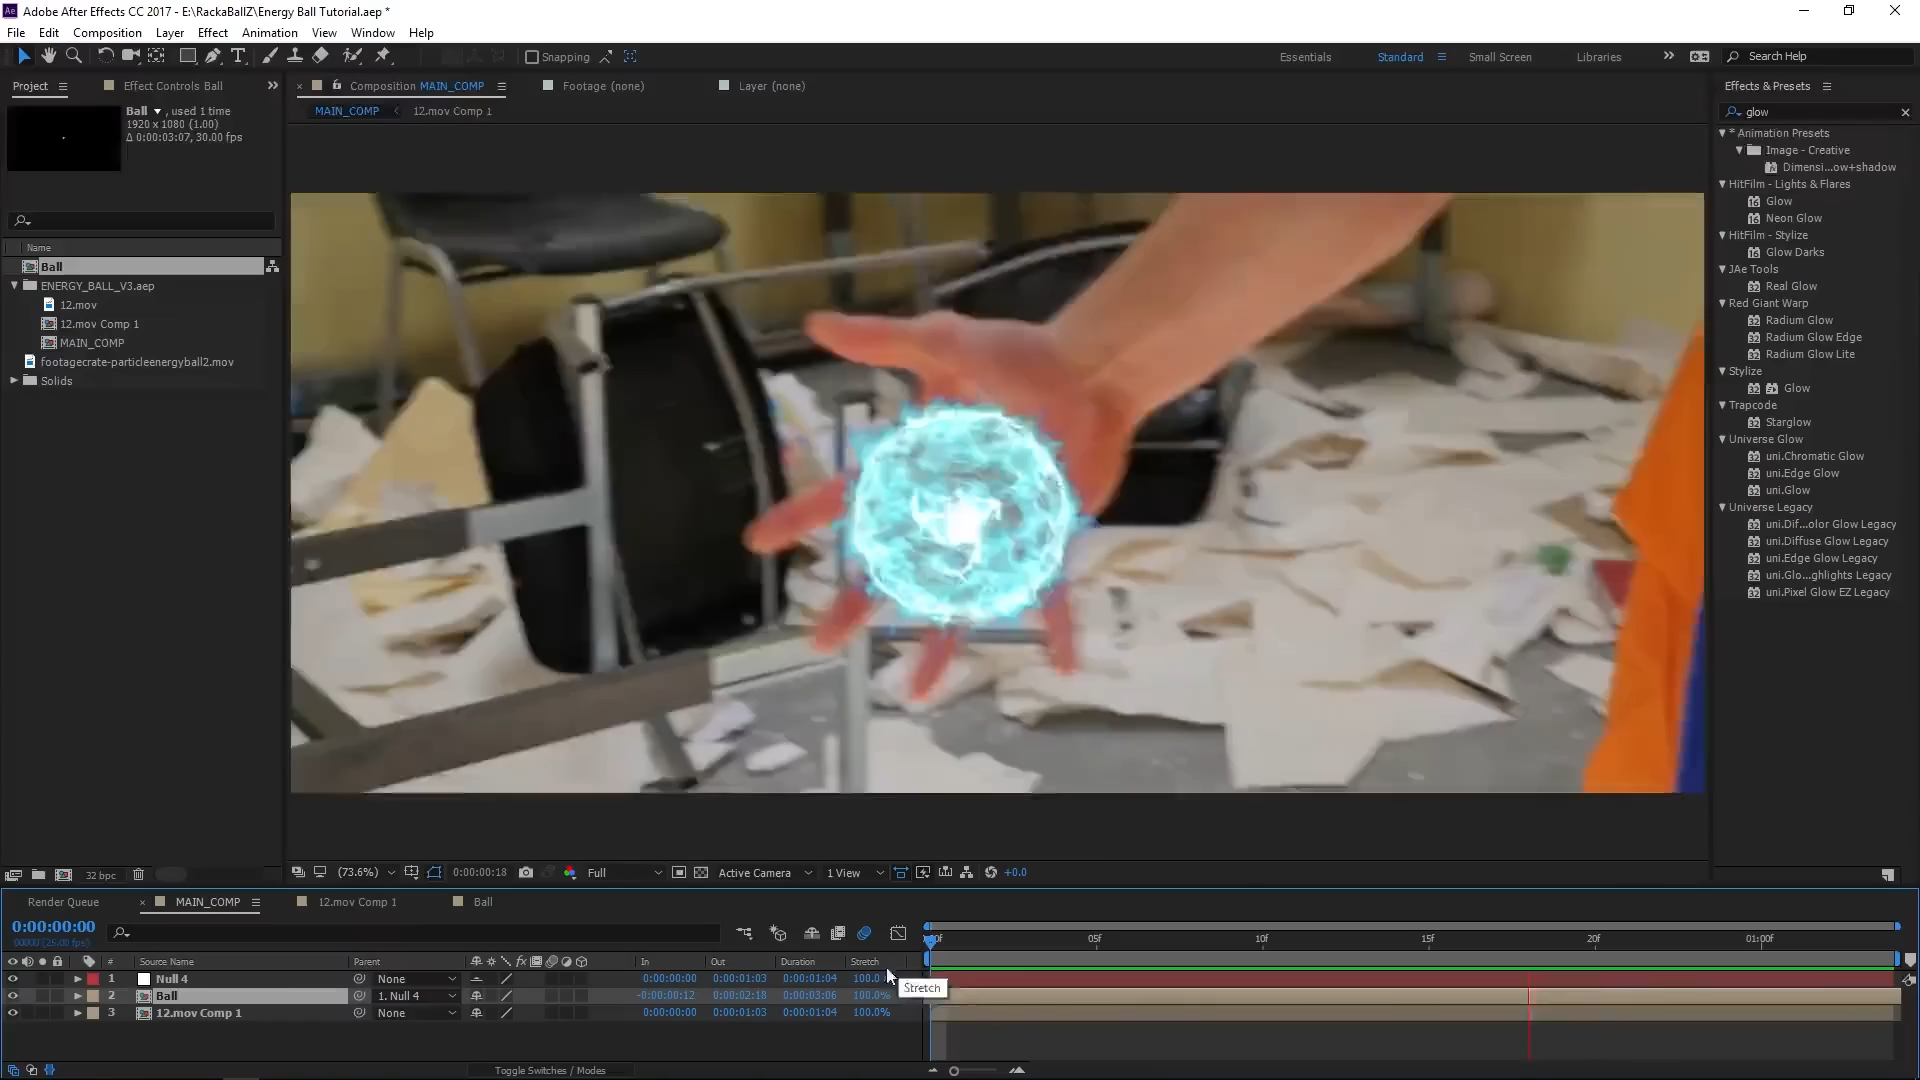 Adobe After Effects CC 2017 - E:\RackaBallZ\Energy Ball Tutorial.aep *
File Edit Composition Layer Effect Animation View Window Help
Snapping
Essentials Standard Small Screen Libraries Search Help
Project Effect Controls Ball
Composition MAIN_COMP Footage (none) Layer (none)
Effects & Presets
MAIN_COMP 12.mov Comp 1
Ball , used 1 time
1920 x 1080 (1.00)
Δ 0:00:03:07, 30.00 fps
Name
Ball
ENERGY_BALL_V3.aep
12.mov
12.mov Comp 1
MAIN_COMP
footagecrate-particleenergyball2.mov
Solids
glow
* Animation Presets
Image - Creative
Dimensi...ow+shadow
HitFilm - Lights & Flares
Glow
Neon Glow
HitFilm - Stylize
Glow Darks
JAe Tools
Real Glow
Red Giant Warp
Radium Glow
Radium Glow Edge
Radium Glow Lite
Stylize
Glow
Trapcode
Starglow
Universe Glow
uni.Chromatic Glow
uni.Edge Glow
uni.Glow
Universe Legacy
uni.Dif...olor Glow Legacy
uni.Diffuse Glow Legacy
uni.Edge Glow Legacy
uni.Glo...ghlights Legacy
uni.Pixel Glow EZ Legacy
32 bpc
(73.6%) 0:00:00:18 Full Active Camera 1 View +0.0
Render Queue MAIN_COMP 12.mov Comp 1 Ball
0:00:00:00
00000 (25.00 fps)
05f 10f 15f 20f 01:00f
# Source Name Parent In Out Duration Stretch
1 Null 4 None 0:00:00:00 0:00:01:03 0:00:01:04 100.0
2 Ball 1. Null 4 -0:00:00:12 0:00:02:18 0:00:03:06 100.0%
3 12.mov Comp 1 None 0:00:00:00 0:00:01:03 0:00:01:04 100.0%
Stretch
Toggle Switches / Modes